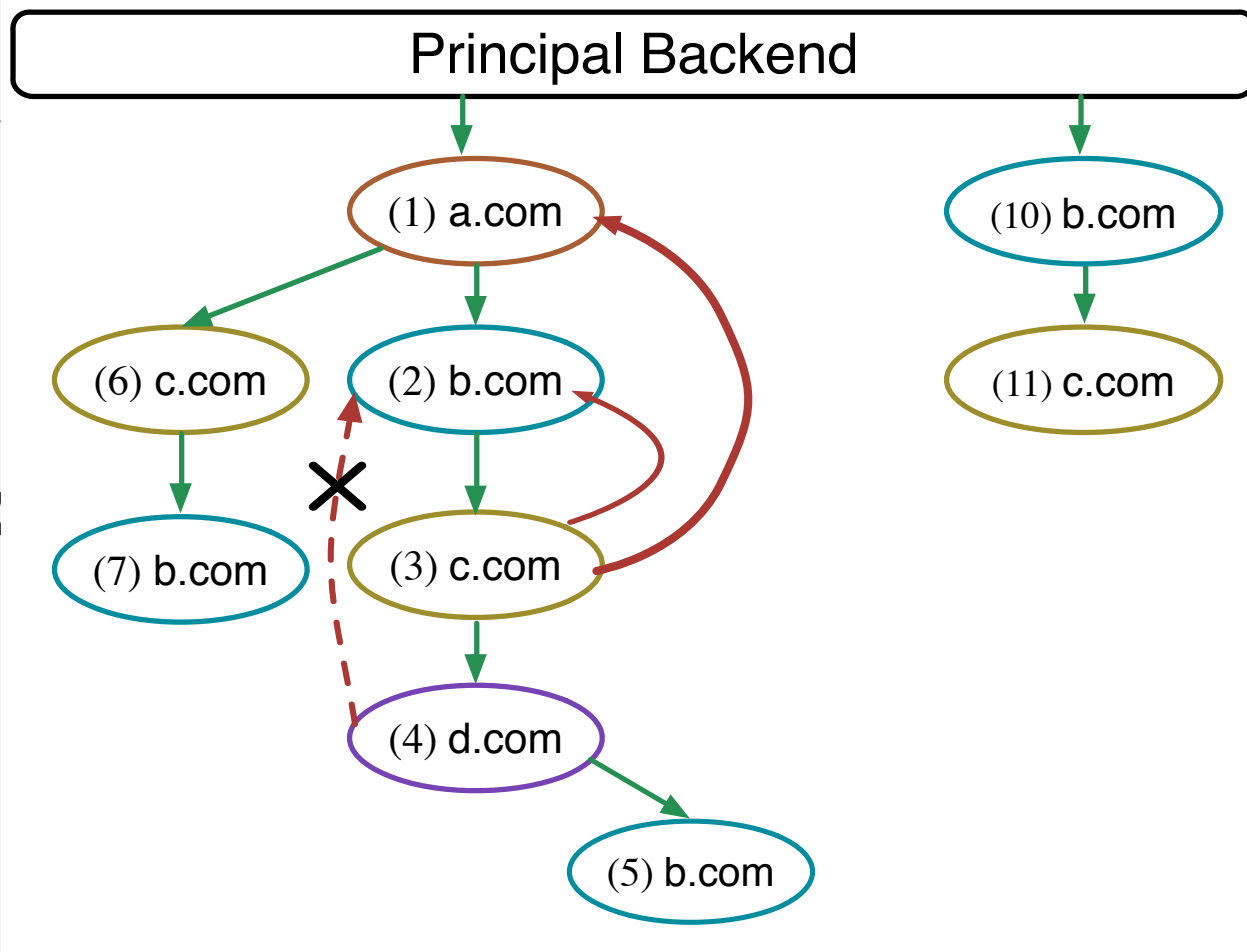 Principal Backend
(1) a.com
(10) b.com
(6) c.com
(2) b.com
(11) c.com
(7) b.com
(3) c.com
(4) d.com
(5) b.com